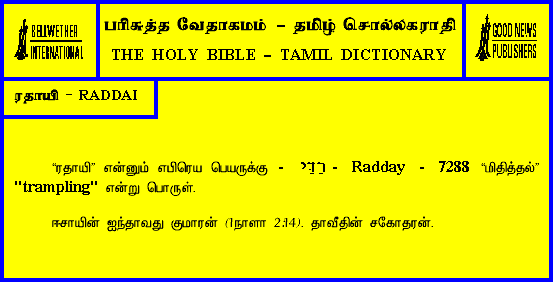 BELLWETHER
INTERNATIONAL
பரிசுத்த வேதாகமம் – தமிழ் சொல்லகராதி
THE HOLY BIBLE – TAMIL DICTIONARY
GOOD NEWS
PUBLISHERS
ரதாயி – RADDAI
“ரதாயி” என்னும் எபிரெய பெயருக்கு - רַדַּי - Radday - 7288 “மிதித்தல்”
"trampling" என்று பொருள்.
ஈசாயின் ஐந்தாவது குமாரன் (1நாளா 2:14). தாவீதின் சகோதரன்.